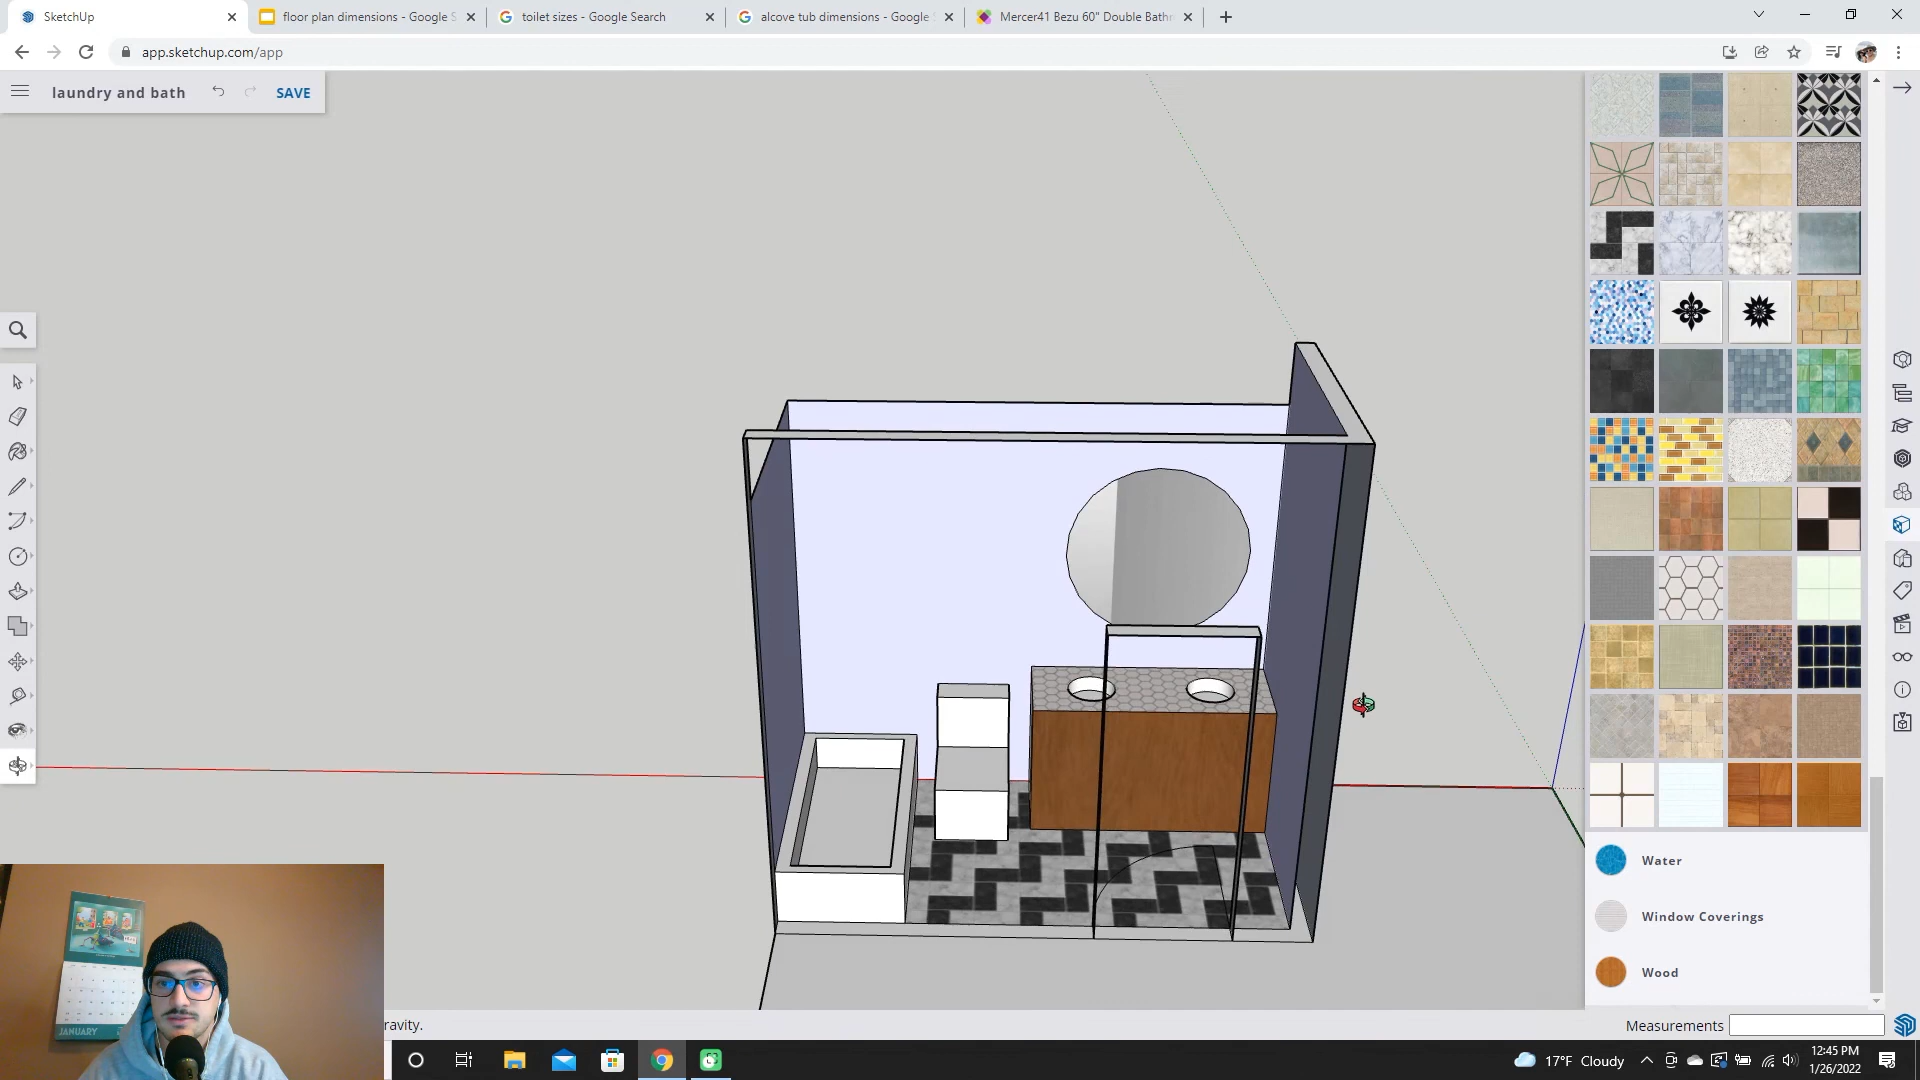 SketchUp
floor plan dimensions - Google S
toilet sizes - Google Search
alcove tub dimensions - Google
Mercer41 Bezu 60" Double Bathr
app.sketchup.com/app
laundry and bath
SAVE
Water
Window Coverings
Wood
JANUARY
ravity.
Measurements
17°F Cloudy
12:45 PM
1/26/2022